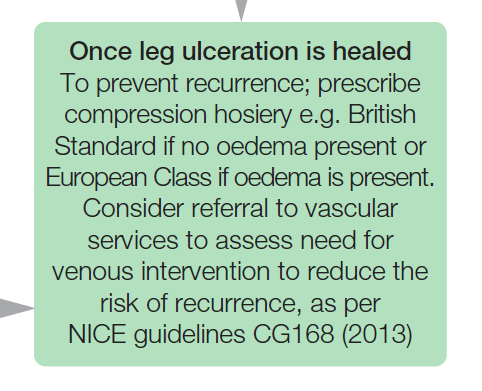 Once leg ulceration is healed
To prevent recurrence; prescribe
compression hosiery e.g. British
Standard if no oedema present or
European Class if oedema is present.
Consider referral to vascular
services to assess need for
venous intervention to reduce the
risk of recurrence, as per
NICE guidelines CG168 (2013)